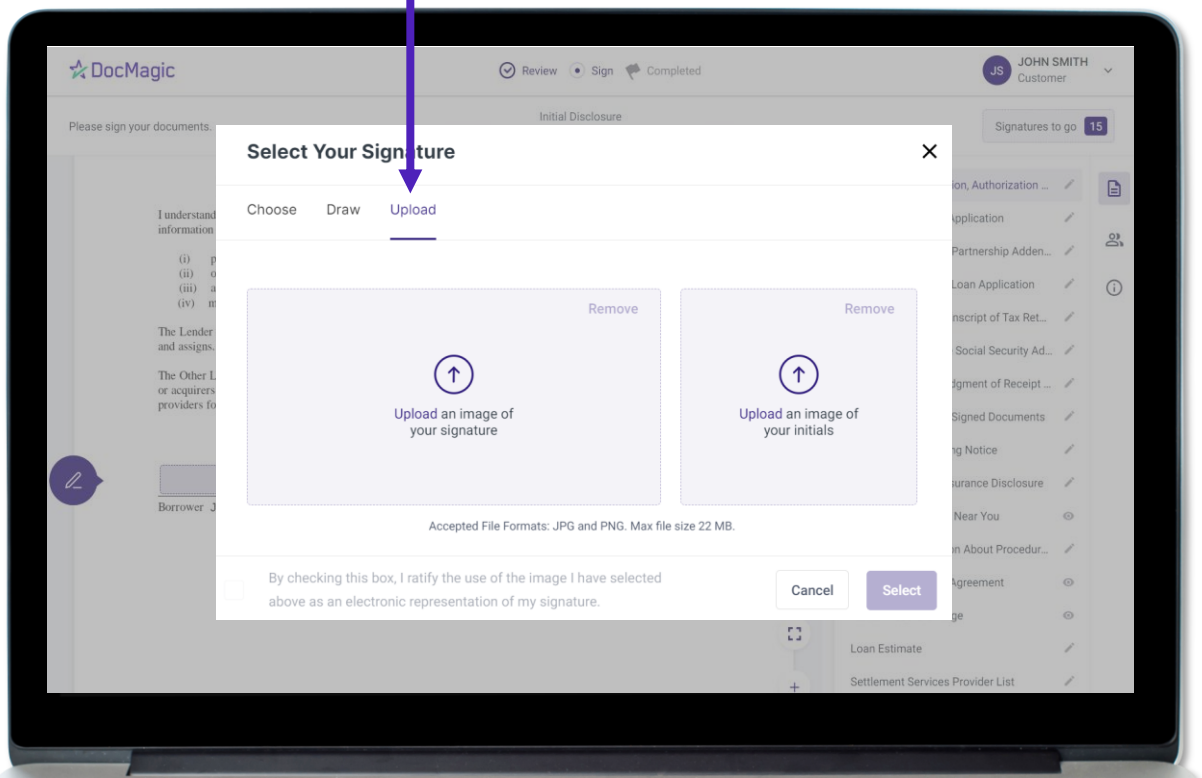 DocMagic
Review Sign Completed
JS JOHN SMITH
Customer
Please sign your documents.
Initial Disclosure
Signatures to go 15
Select Your Signature
Choose Draw Upload
Remove
Upload an image of
your signature
Remove
Upload an image of
your initials
Accepted File Formats: JPG and PNG. Max file size 22 MB.
By checking this box, I ratify the use of the image I have selected
above as an electronic representation of my signature.
Cancel Select
I understand
information
(i) p
(ii) o
(iii) a
(iv) m
The Lender
and assigns.
The Other L
or acquirers
providers fo
Borrower J
Authorization ...
Application
Partnership Adden...
Loan Application
of Tax Ret...
Social Security Ad...
of Receipt ...
Signed Documents
Notice
Disclosure
Near You
About Procedur...
Agreement
Loan Estimate
Settlement Services Provider List